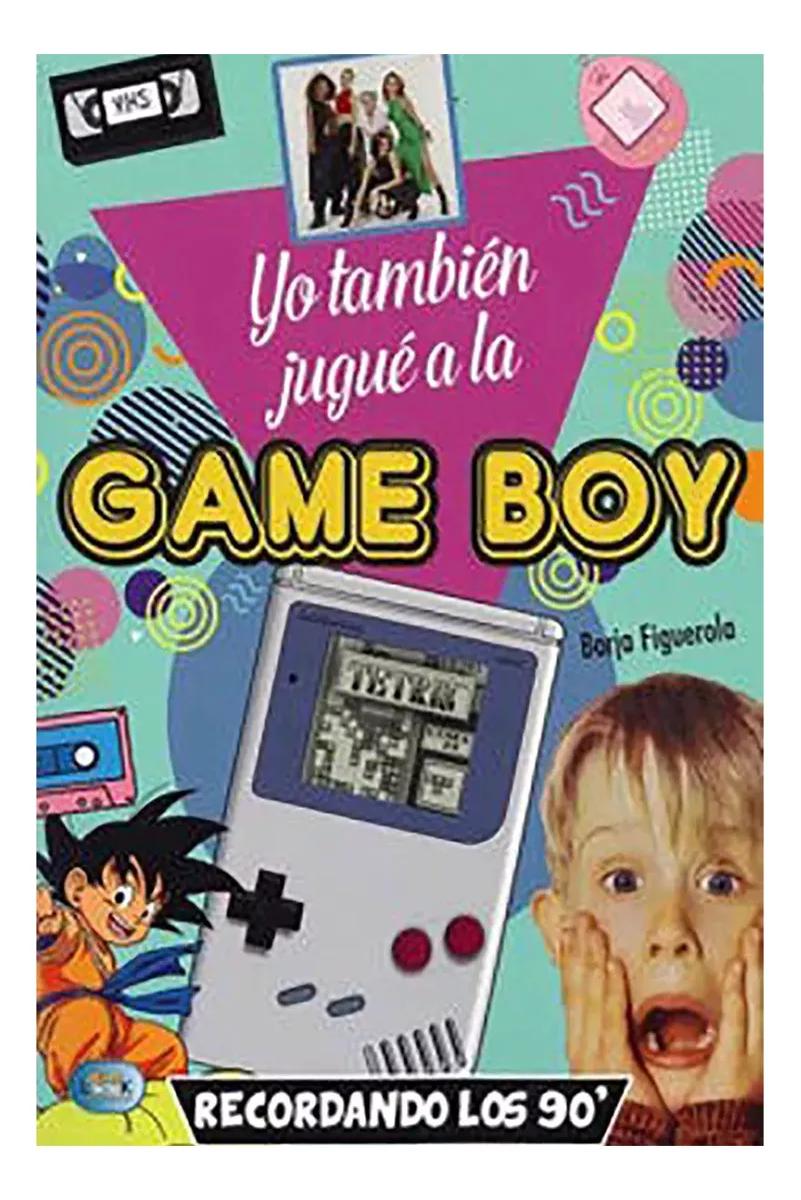 VHS
Yo también
jugué a la
GAME BOY
Borja Figuerola
TETRIS
RECORDANDO LOS 90'